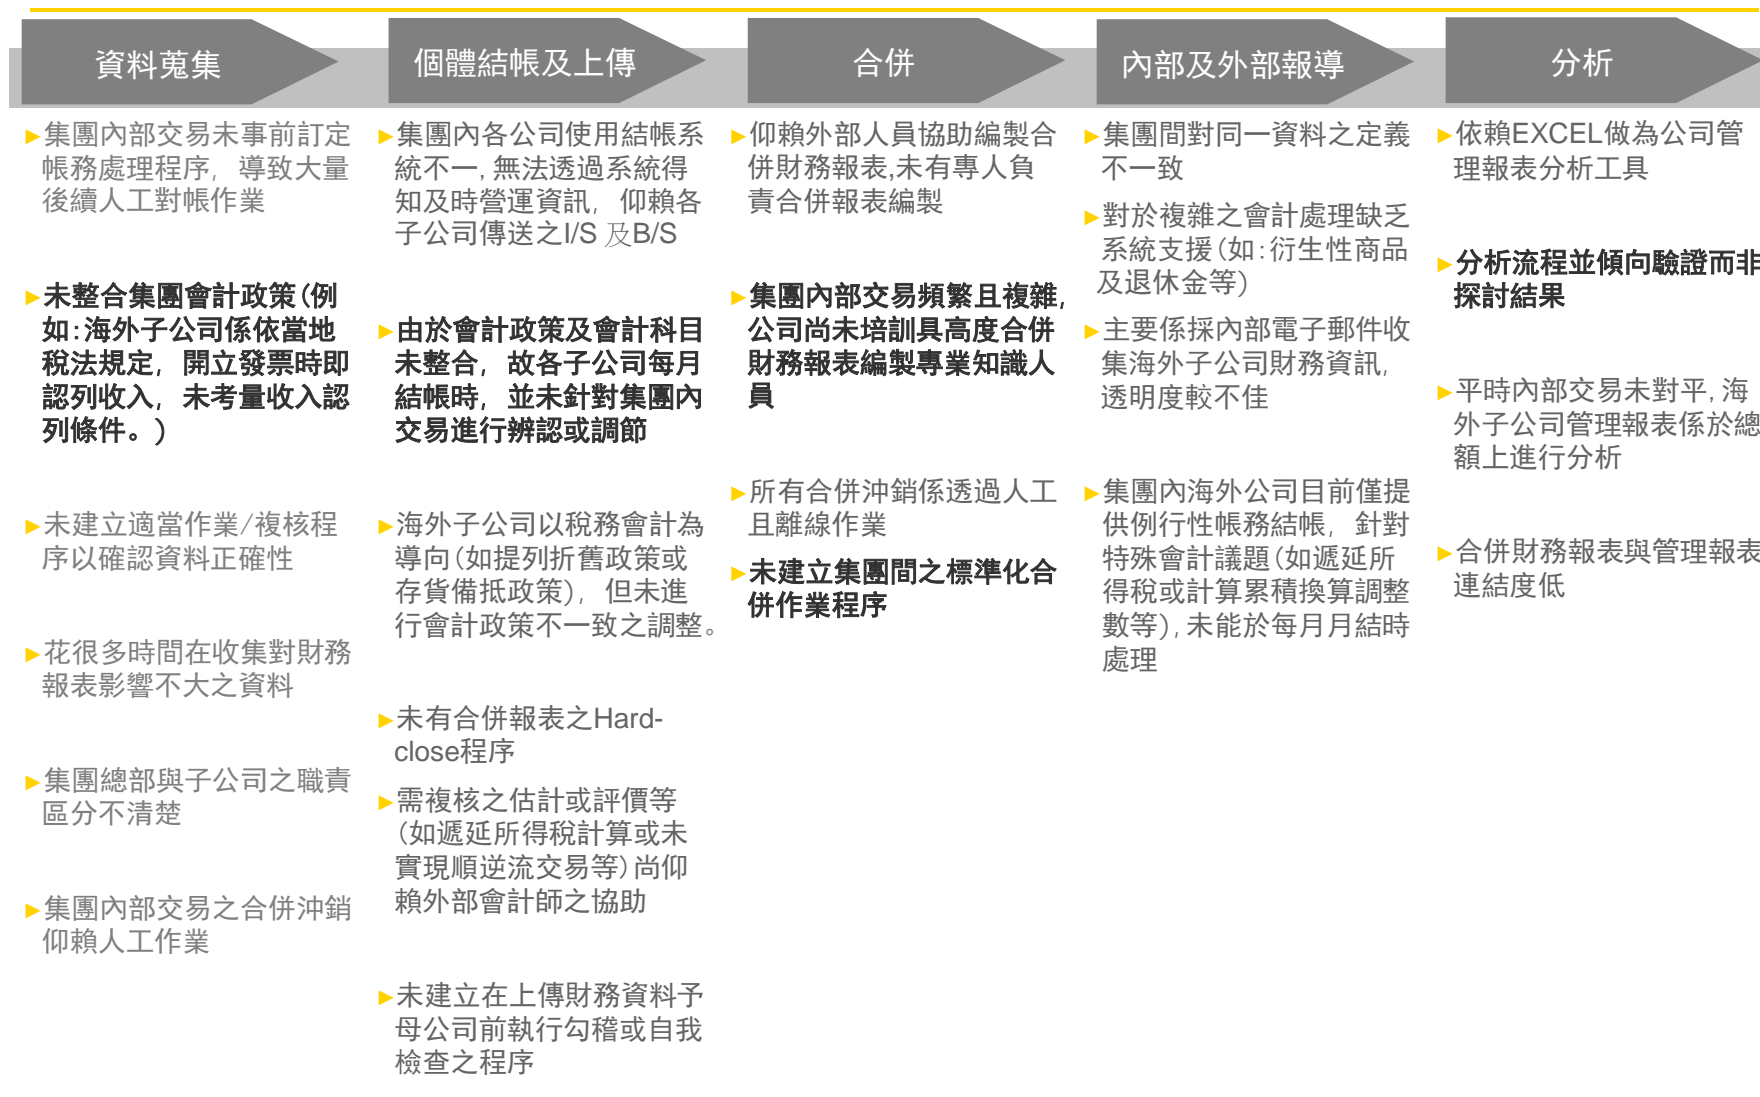 資料蒐集
個體結帳及上傳
合併
內部及外部報導
分析
►集團內部交易未事前訂定
帳務處理程序，導致大量
後續人工對帳作業
►未整合集團會計政策(例
如:海外子公司係依當地
稅法規定，開立發票時即
認列收入，未考量收入認
列條件。)
►未建立適當作業/複核程
序以確認資料正確性
►花很多時間在收集對財務
報表影響不大之資料
►集團總部與子公司之職責
區分不清楚
►集團內部交易之合併沖銷
仰賴人工作業
►集團內各公司使用結帳系
統不一,無法透過系統得
知及時營運資訊，仰賴各
子公司傳送之I/S 及B/S
►由於會計政策及會計科目
未整合，故各子公司每月
結帳時，並未針對集團內
交易進行辨認或調節
►海外子公司以稅務會計為
導向(如提列折舊政策或
存貨備抵政策)，但未進
行會計政策不一致之調整。
►未有合併報表之Hard-
close程序
►需複核之估計或評價等
(如遞延所得稅計算或未
實現順逆流交易等)尚仰
賴外部會計師之協助
►未建立在上傳財務資料予
母公司前執行勾稽或自我
檢查之程序
►仰賴外部人員協助編製合
併財務報表,未有專人負
責合併報表編製
►集團內部交易頻繁且複雜,
公司尚未培訓具高度合併
財務報表編製專業知識人
員
►所有合併沖銷係透過人工
且離線作業
►未建立集團間之標準化合
併作業程序
►集團間對同一資料之定義
不一致
►對於複雜之會計處理缺乏
系統支援(如:衍生性商品
及退休金等)
►主要係採內部電子郵件收
集海外子公司財務資訊,
透明度較不佳
►集團內海外公司目前僅提
供例行性帳務結帳，針對
特殊會計議題(如遞延所
得稅或計算累積換算調整
數等),未能於每月月結時
處理
►依賴EXCEL做為公司管
理報表分析工具
►分析流程並傾向驗證而非
探討結果
►平時內部交易未對平,海
外子公司管理報表係於總
額上進行分析
►合併財務報表與管理報表
連結度低